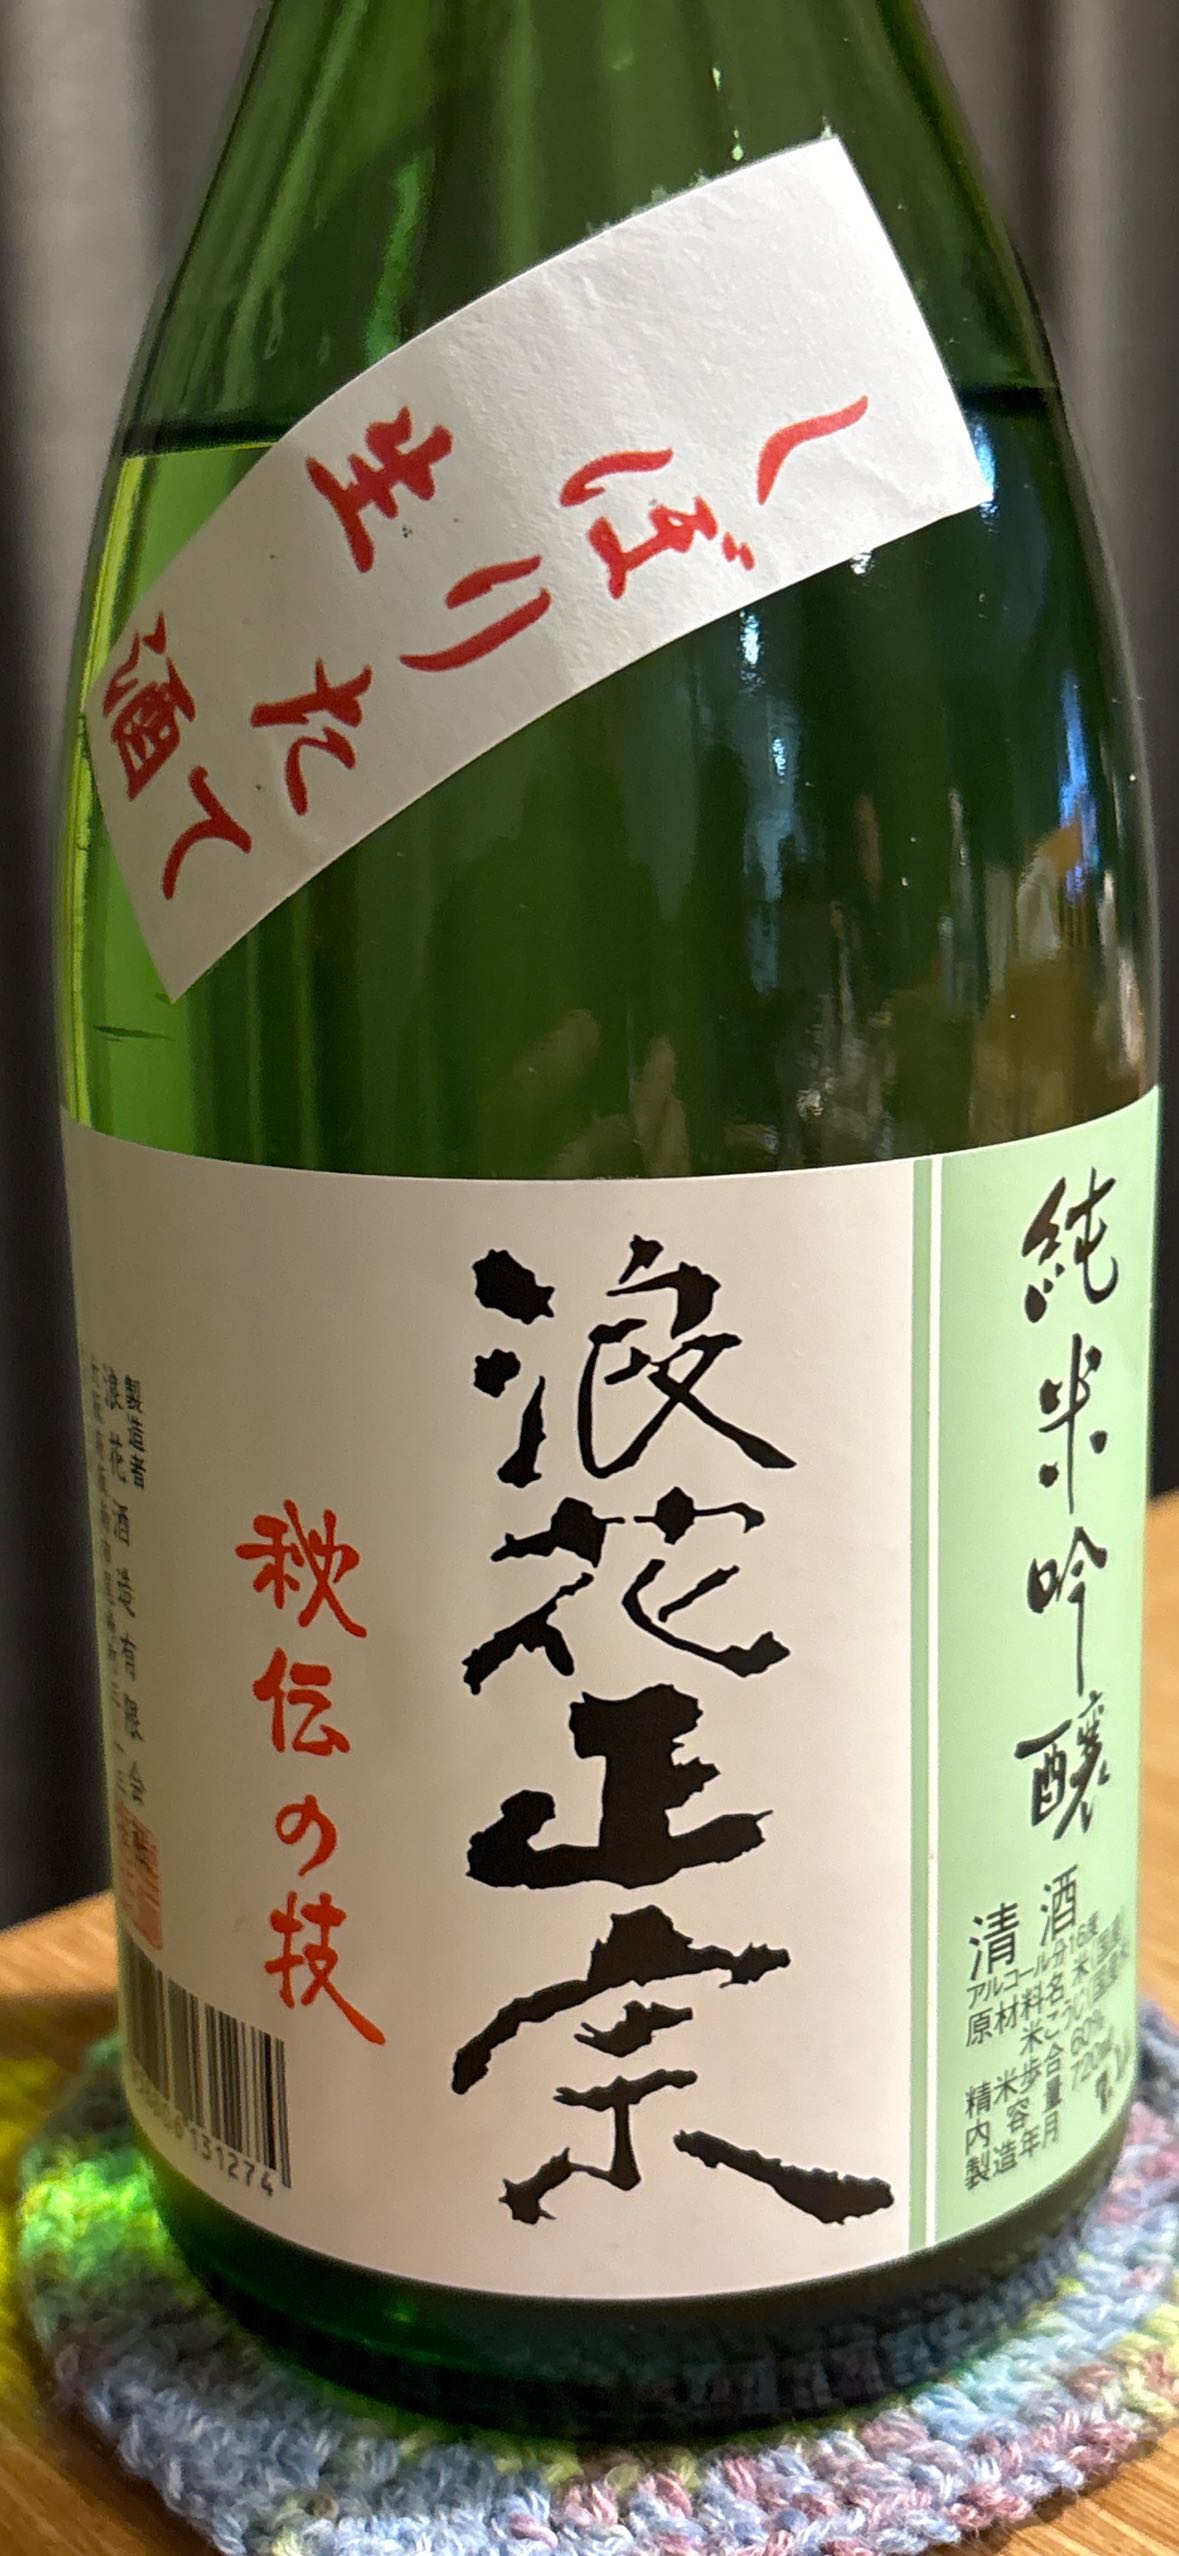 しぼりたて
生酒
純米吟醸
清酒
アルコール分16度
原材料名 米(国産)
米こうじ(国産米)
精米歩合 60%
内容量 720ml
製造年月
浪花正宗
秘伝の技
製造者
浪花酒造有限会